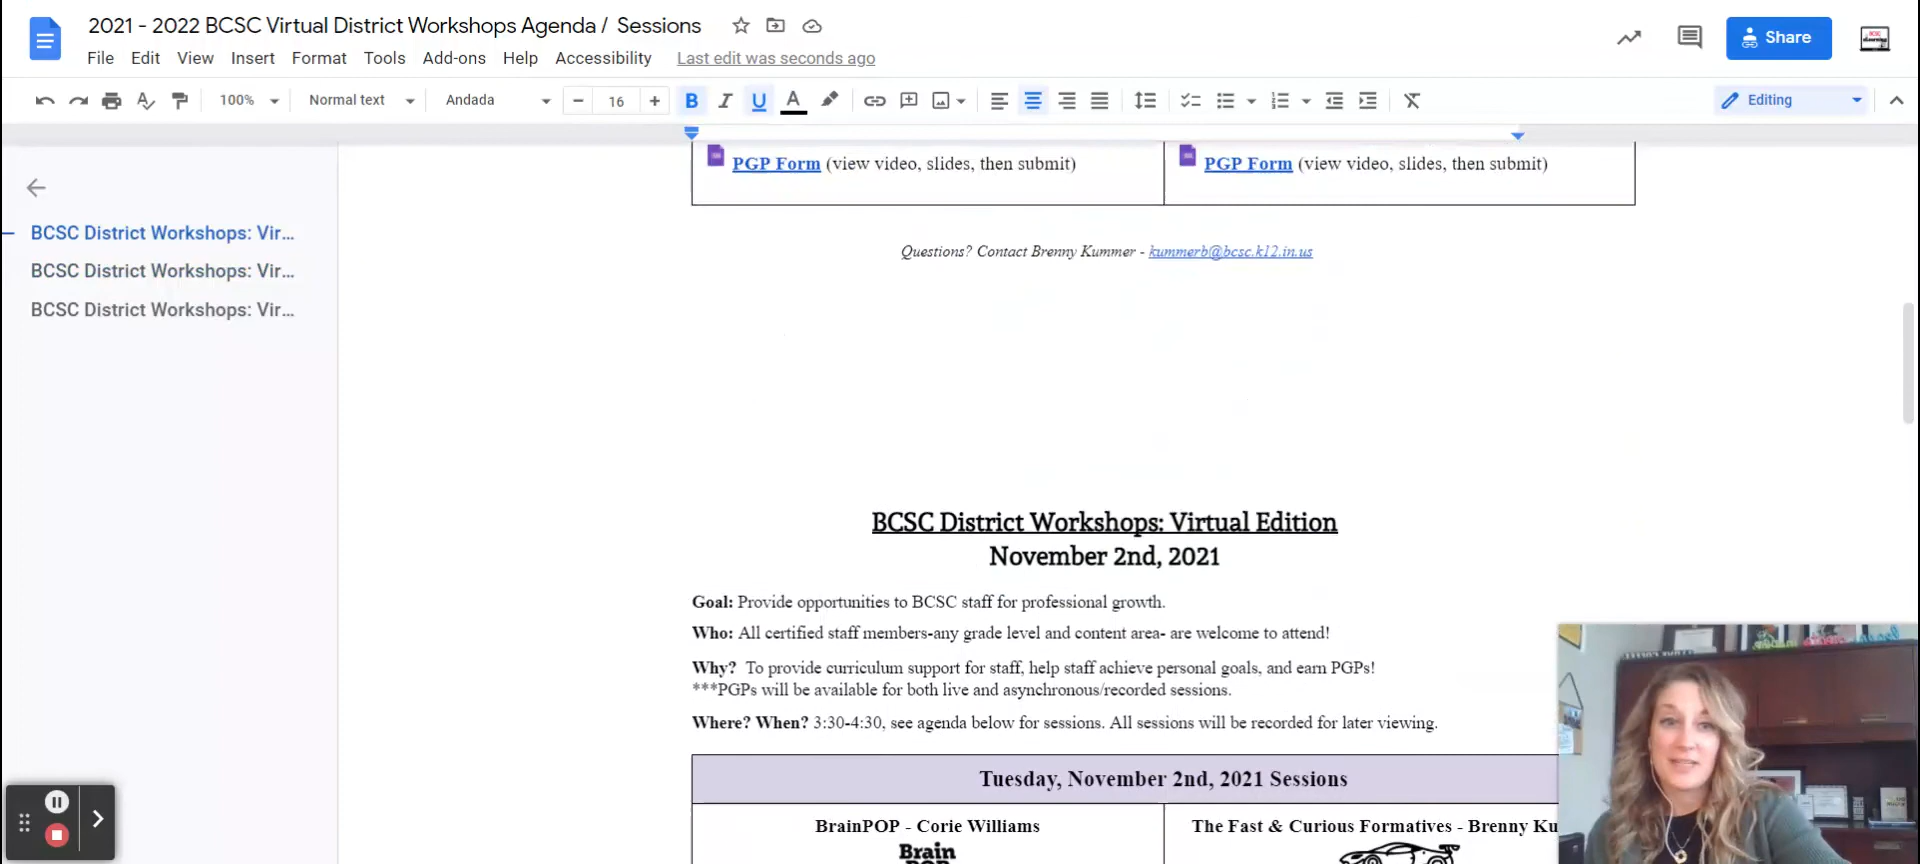 2021 - 2022 BCSC Virtual District Workshops Agenda / Sessions
File Edit View Insert Format Tools Add-ons Help Accessibility Last edit was seconds ago
Share
100% Normal text Andada − 16 + B I U A Editing
BCSC District Workshops: Vir...
BCSC District Workshops: Vir...
BCSC District Workshops: Vir...
PGP Form (view video, slides, then submit) PGP Form (view video, slides, then submit)
Questions? Contact Brenny Kummer - kummerb@bcsc.k12.in.us
BCSC District Workshops: Virtual Edition
November 2nd, 2021
Goal: Provide opportunities to BCSC staff for professional growth.
Who: All certified staff members-any grade level and content area- are welcome to attend!
Why? To provide curriculum support for staff, help staff achieve personal goals, and earn PGPs!
***PGPs will be available for both live and asynchronous/recorded sessions.
Where? When? 3:30-4:30, see agenda below for sessions. All sessions will be recorded for later viewing.
Tuesday, November 2nd, 2021 Sessions
BrainPOP - Corie Williams The Fast & Curious Formatives - Brenny Ku
Brain